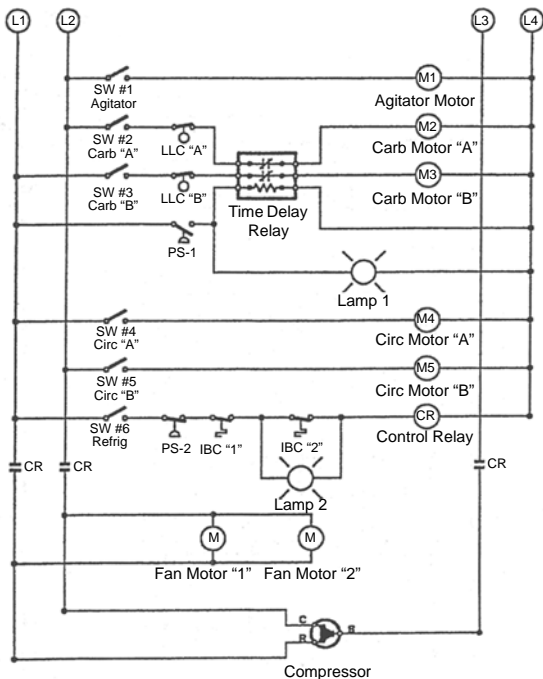 L1 L2 L3 L4
M1
SW #1
Agitator
Agitator Motor
M2
SW #2
Carb “A”
LLC “A”
Carb Motor “A”
M3
SW #3
Carb “B”
LLC “B”
Carb Motor “B”
Time Delay
Relay
PS-1
Lamp 1
M4
SW #4
Circ “A”
Circ Motor “A”
M5
SW #5
Circ “B”
Circ Motor “B”
CR
SW #6
Refrig
PS-2
IBC “1”
IBC “2”
Control Relay
CR CR CR
Lamp 2
M M
Fan Motor “1” Fan Motor “2”
C
R
S
Compressor